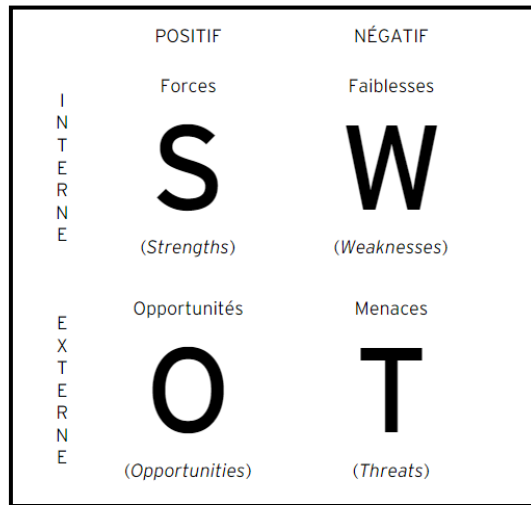 POSITIF NÉGATIF
INTERNE
Forces Faiblesses
S W
(Strengths) (Weaknesses)
EXTERNE
Opportunités Menaces
O T
(Opportunities) (Threats)